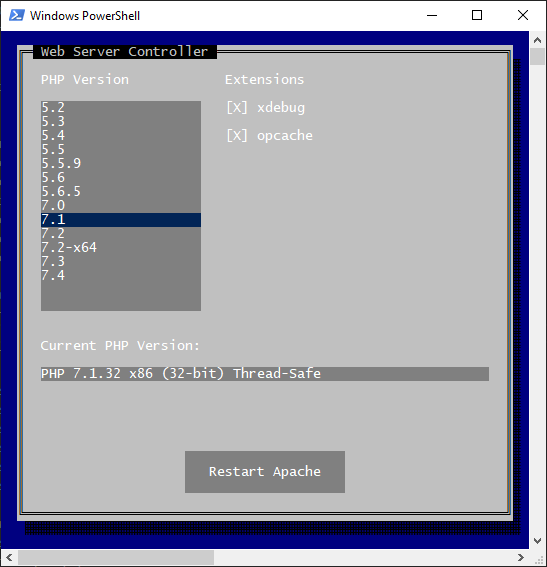 Windows PowerShell
Web Server Controller
PHP Version
Extensions
5.2
5.3
5.4
5.5
5.5.9
5.6
5.6.5
7.0
7.1
7.2
7.2-x64
7.3
7.4
[X] xdebug
[X] opcache
Current PHP Version:
PHP 7.1.32 x86 (32-bit) Thread-Safe
Restart Apache